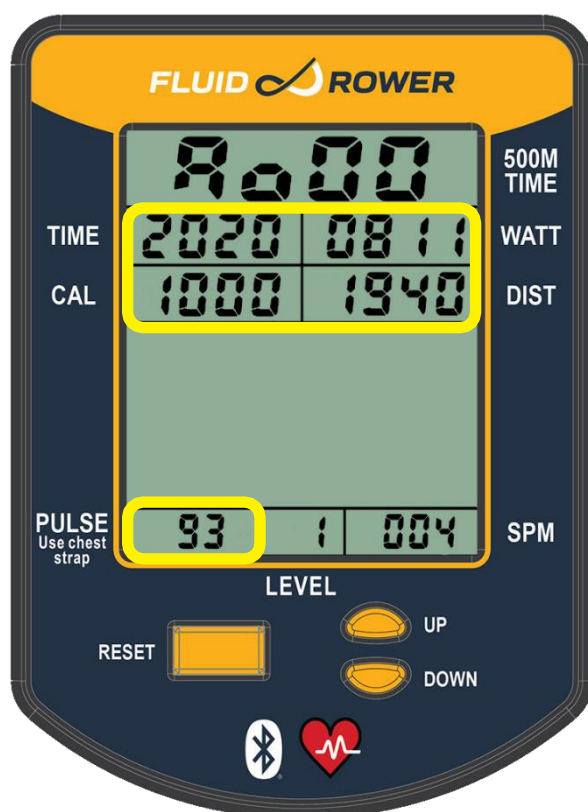 FLUID ROWER
Ao00 500M TIME
TIME 2020 0811 WATT
CAL 1000 1940 DIST
PULSE Use chest strap 93 1 004 SPM
LEVEL
RESET
UP
DOWN